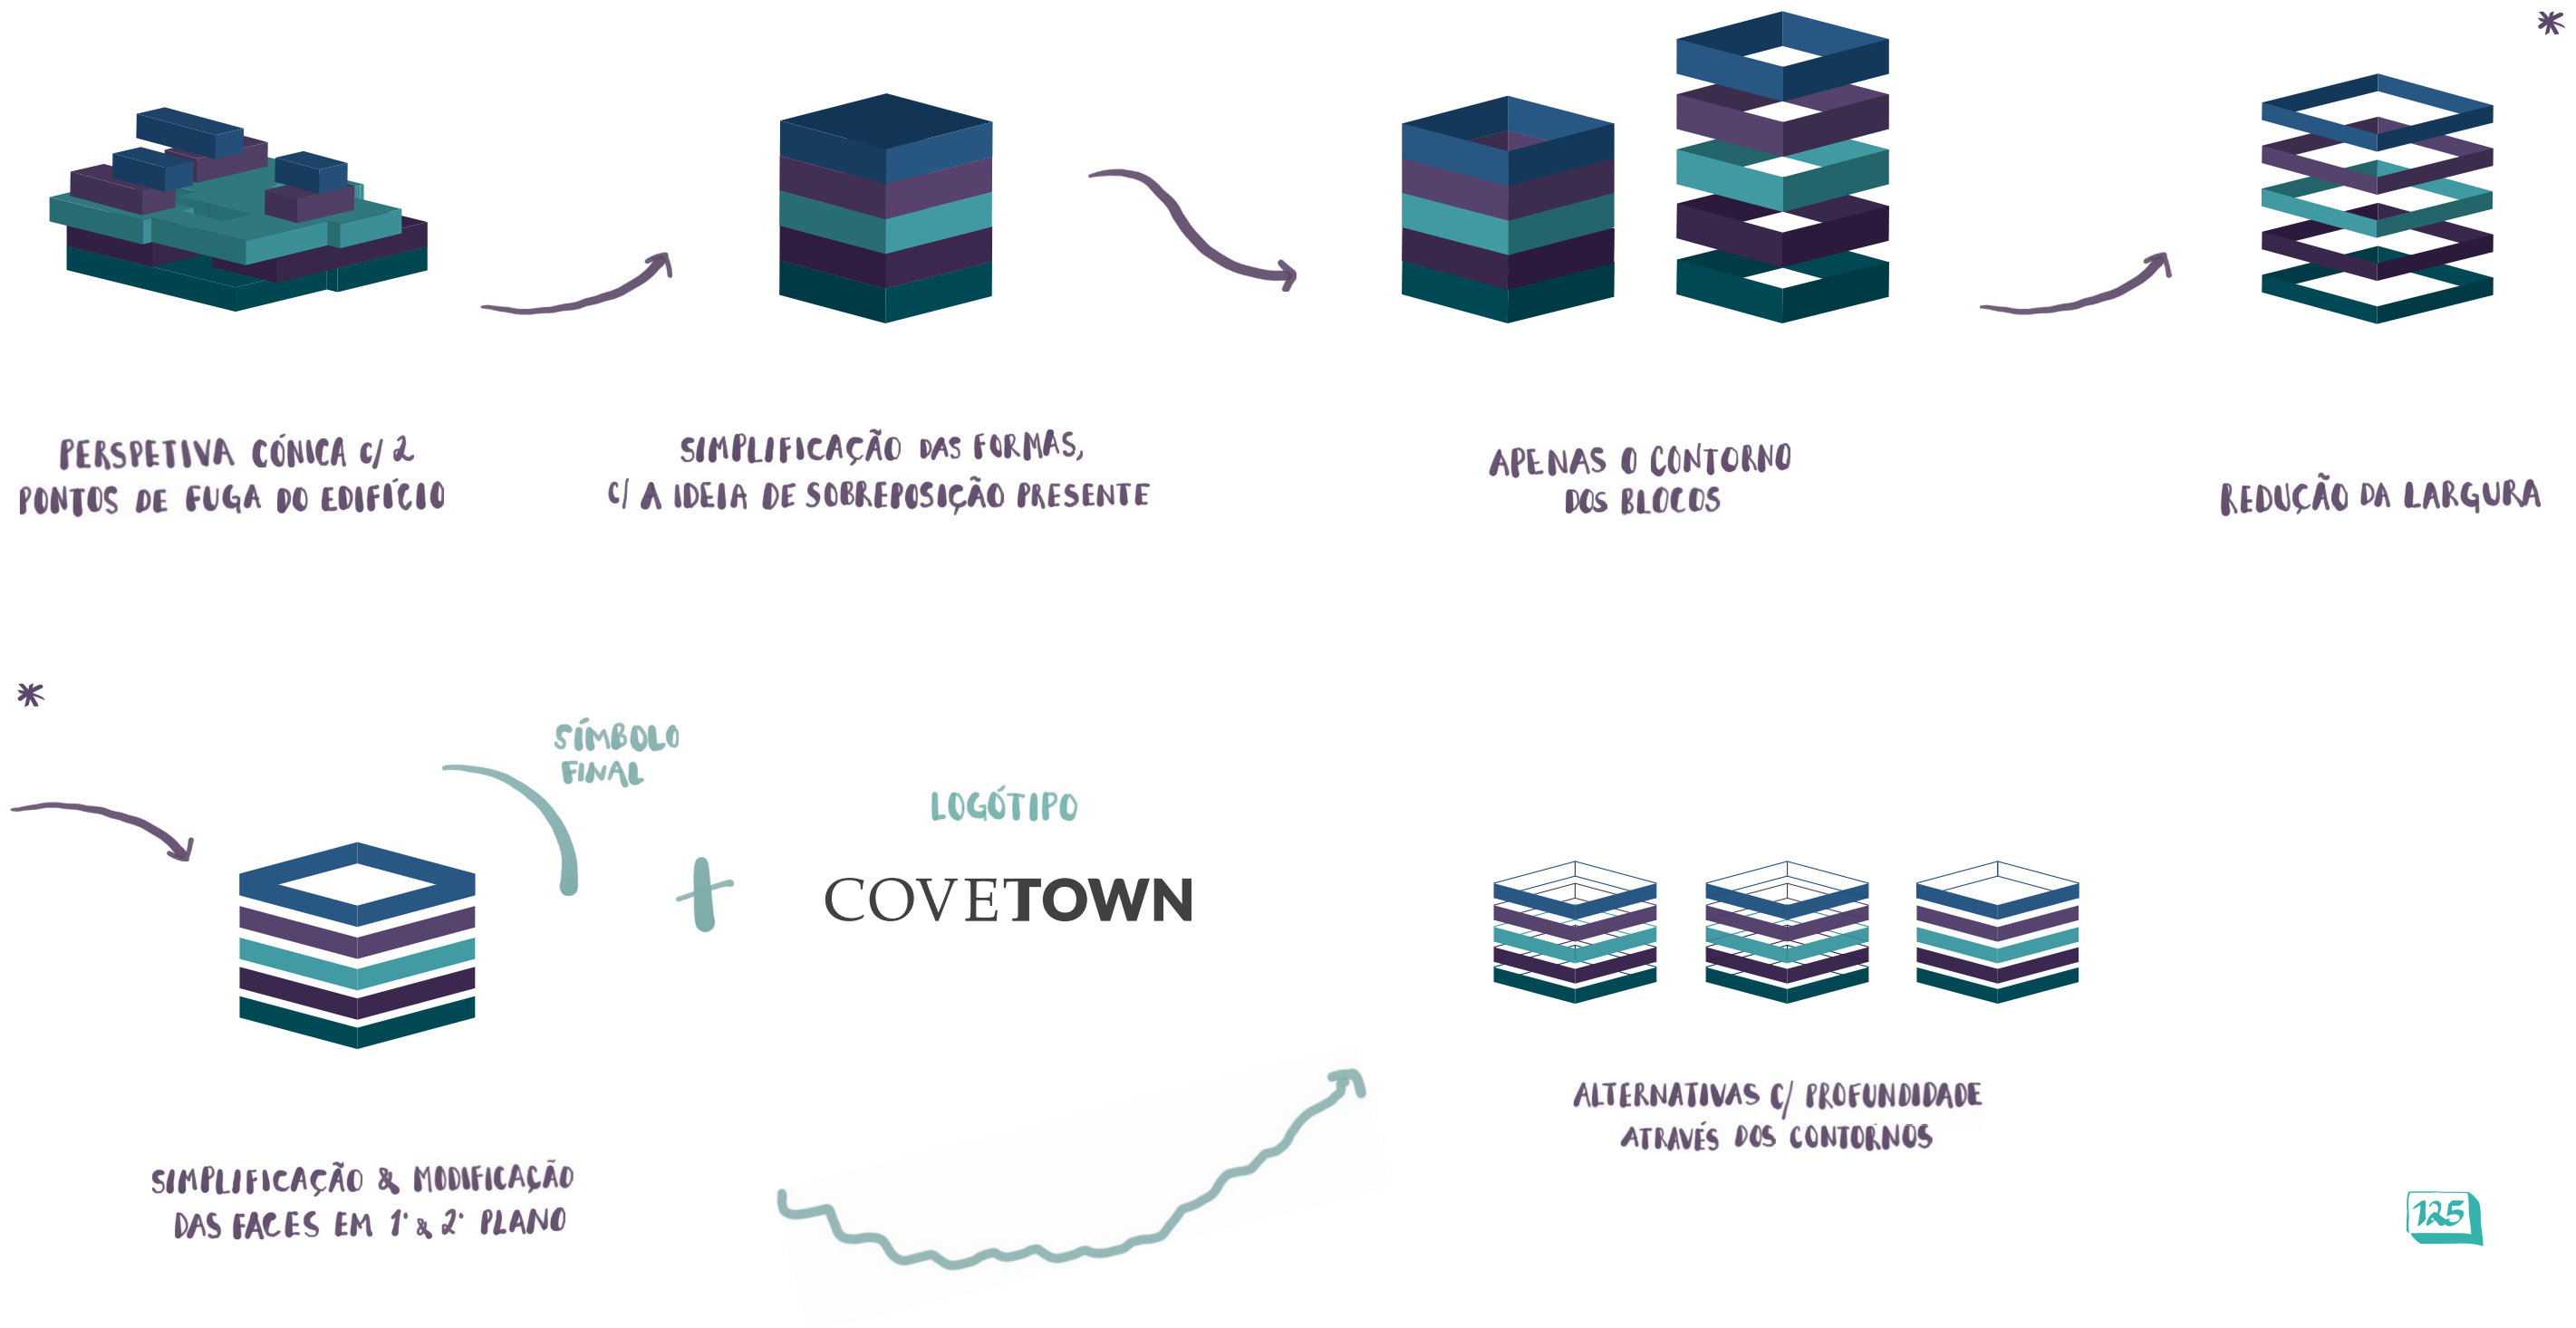 PERSPETIVA CÓNICA C/ 2
PONTOS DE FUGA DO EDIFÍCIO
SIMPLIFICAÇÃO DAS FORMAS,
C/ A IDEIA DE SOBREPOSIÇÃO PRESENTE
APENAS O CONTORNO
DOS BLOCOS
REDUÇÃO DA LARGURA
*
*
SÍMBOLO
FINAL
+
LOGÓTIPO
COVETOWN
SIMPLIFICAÇÃO & MODIFICAÇÃO
DAS FACES EM 1º & 2º PLANO
ALTERNATIVAS C/ PROFUNDIDADE
ATRAVÉS DOS CONTORNOS
125